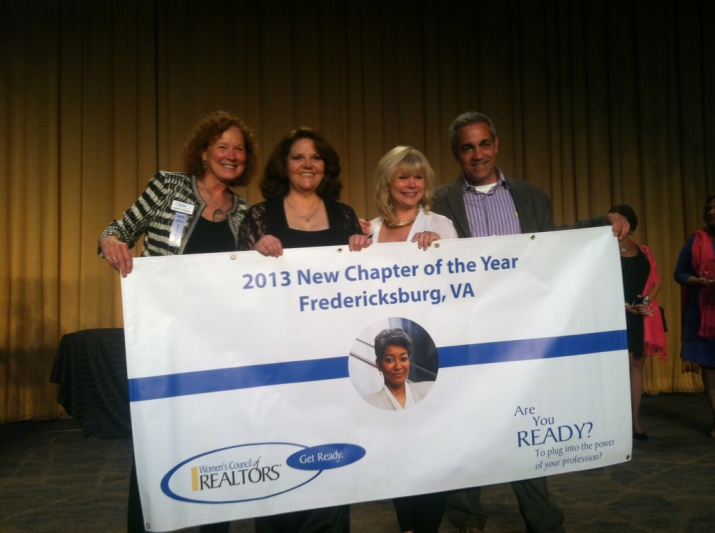 2013 New Chapter of the Year
Fredericksburg, VA
Are
You
READY?
To plug into the power
of your profession?
Women's Council of
REALTORS®
Get Ready.